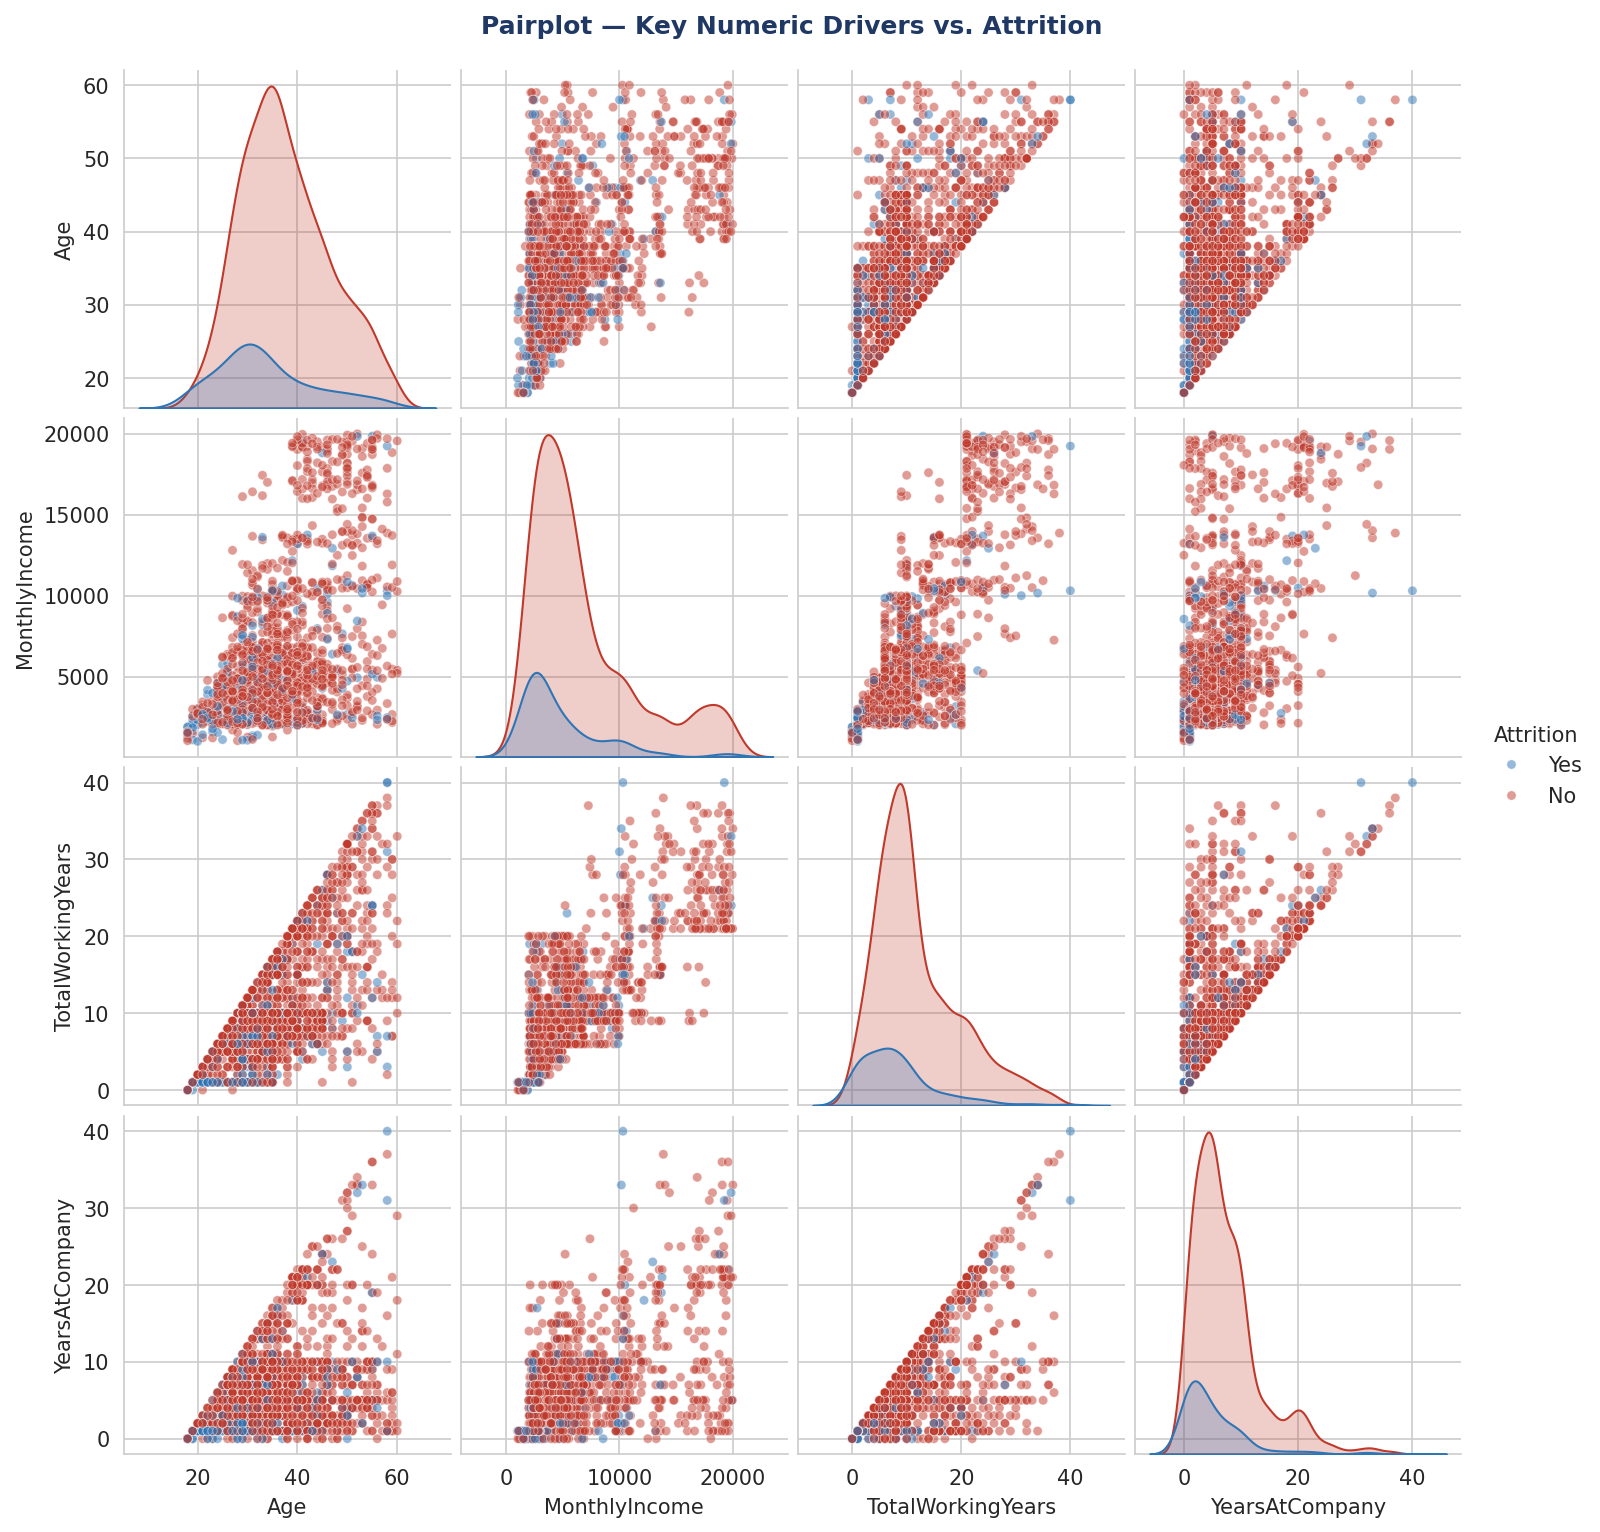 Pairplot — Key Numeric Drivers vs. Attrition
60
50
40
30
20
Age
20000
15000
10000
5000
MonthlyIncome
Attrition
Yes
No
40
30
20
10
0
TotalWorkingYears
40
30
20
10
0
YearsAtCompany
20 40 60
0 10000 20000
0 20 40
0 20 40
Age
MonthlyIncome
TotalWorkingYears
YearsAtCompany